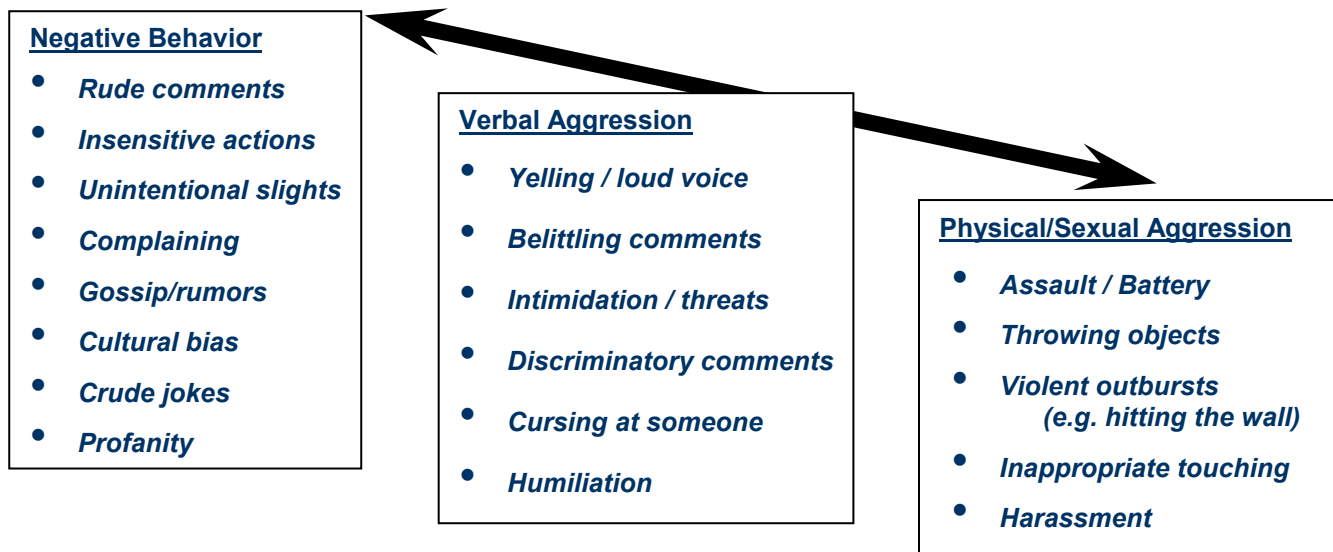 Negative Behavior
• Rude comments
• Insensitive actions
• Unintentional slights
• Complaining
• Gossip/rumors
• Cultural bias
• Crude jokes
• Profanity
Verbal Aggression
• Yelling / loud voice
• Belittling comments
• Intimidation / threats
• Discriminatory comments
• Cursing at someone
• Humiliation
Physical/Sexual Aggression
• Assault / Battery
• Throwing objects
• Violent outbursts
(e.g. hitting the wall)
• Inappropriate touching
• Harassment